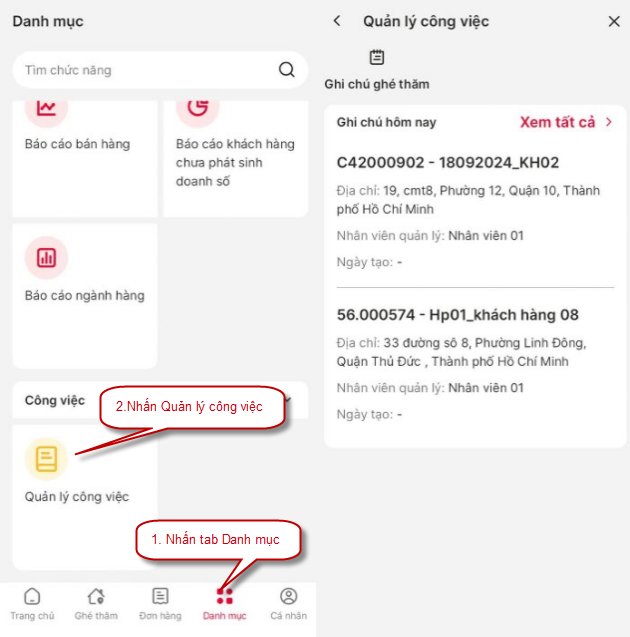 Danh mục
Tìm chức năng
Báo cáo bán hàng
Báo cáo khách hàng
chưa phát sinh
doanh số
Báo cáo ngành hàng
Công việc
2.Nhấn Quản lý công việc
Quản lý công việc
1. Nhấn tab Danh mục
Trang chủ
Ghé thăm
Đơn hàng
Danh mục
Cá nhân
Quản lý công việc
Ghi chú ghé thăm
Ghi chú hôm nay
Xem tất cả
C42000902 - 18092024_KH02
Địa chỉ: 19, cmt8, Phường 12, Quận 10, Thành
phố Hồ Chí Minh
Nhân viên quản lý: Nhân viên 01
Ngày tạo: -
56.000574 - Hp01_khách hàng 08
Địa chỉ: 33 đường số 8, Phường Linh Đông,
Quận Thủ Đức , Thành phố Hồ Chí Minh
Nhân viên quản lý: Nhân viên 01
Ngày tạo: -